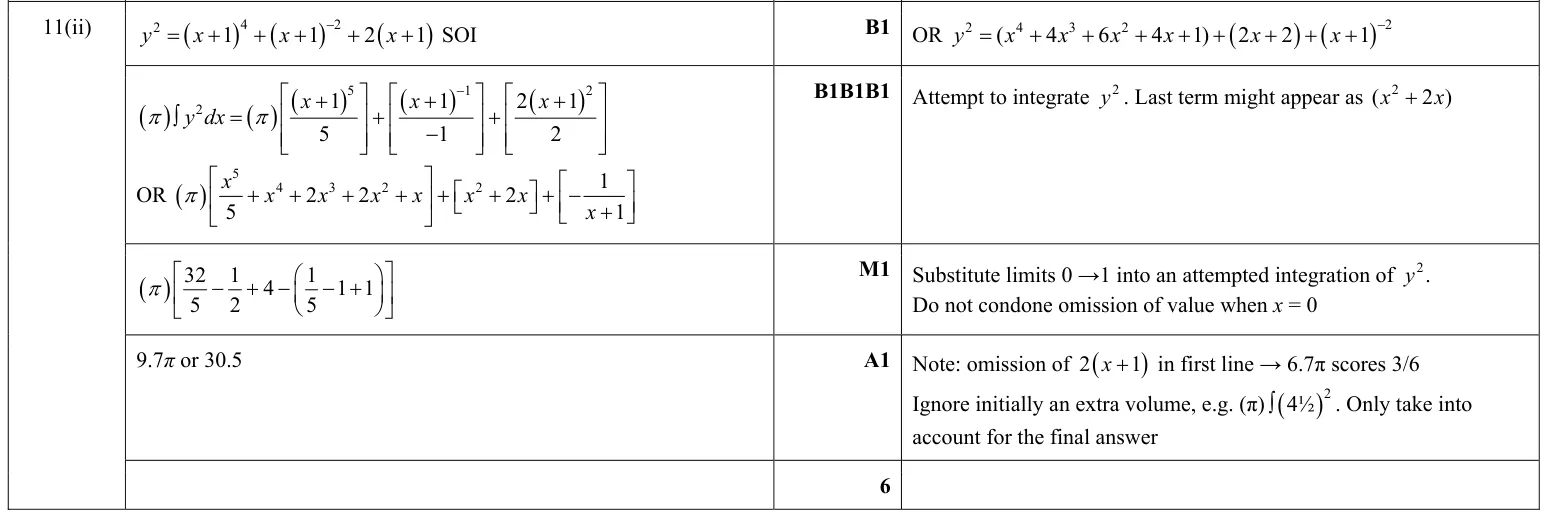 11(ii) y² = (x+1)⁴ + (x+1)⁻² + 2(x+1) SOI B1 OR y² = (x⁴ + 4x³ + 6x² + 4x + 1) + (2x + 2) + (x+1)⁻²
(π)∫y²dx = (π)[(x+1)⁵/5] + [(x+1)⁻¹/−1] + [2(x+1)²/2] B1B1B1 Attempt to integrate y². Last term might appear as (x² + 2x)
OR (π)[x⁵/5 + x⁴ + 2x³ + 2x² + x] + [x² + 2x] + [−1/(x+1)]
(π)[32/5 − 1/2 + 4 − (1/5 − 1 + 1)] M1 Substitute limits 0 →1 into an attempted integration of y².
Do not condone omission of value when x = 0
9.7π or 30.5 A1 Note: omission of 2(x+1) in first line → 6.7π scores 3/6
Ignore initially an extra volume, e.g. (π)∫(4½)². Only take into
account for the final answer
6